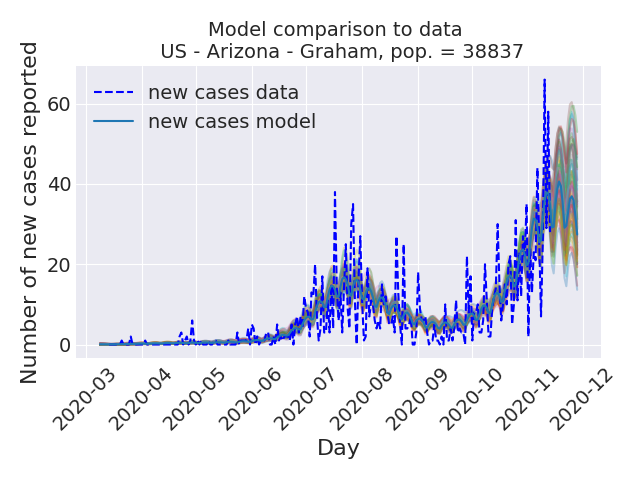 Model comparison to data
US - Arizona - Graham, pop. = 38837
Number of new cases reported
60
40
20
0
new cases data
new cases model
2020-03
2020-04
2020-05
2020-06
2020-07
2020-08
2020-09
2020-10
2020-11
2020-12
Day